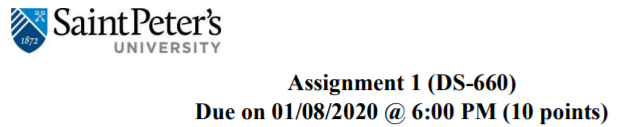 SaintPeter's
UNIVERSITY
1872
Assignment 1 (DS-660)
Due on 01/08/2020 @ 6:00 PM (10 points)